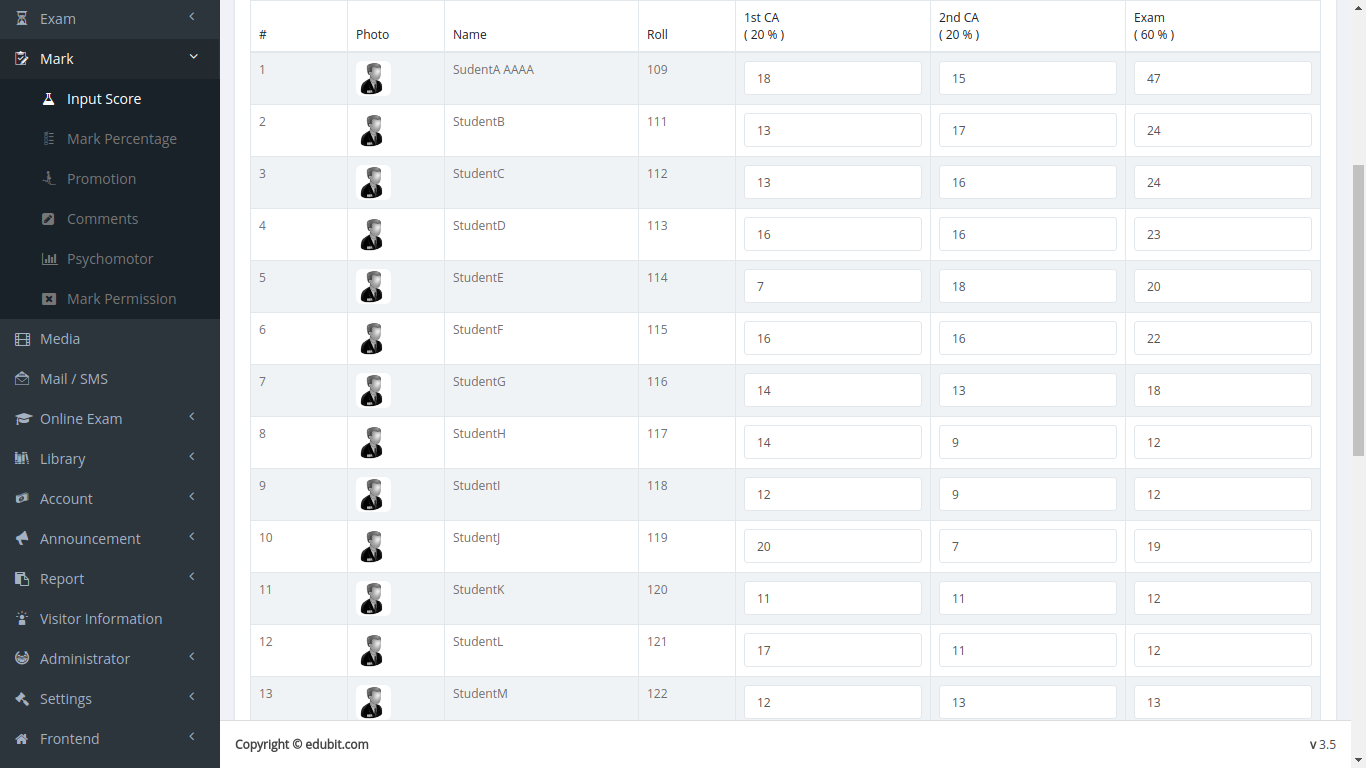 Exam
Mark
Input Score
Mark Percentage
Promotion
Comments
Psychomotor
Mark Permission
Media
Mail / SMS
Online Exam
Library
Account
Announcement
Report
Visitor Information
Administrator
Settings
Frontend
# Photo Name Roll 1st CA ( 20 % ) 2nd CA ( 20 % ) Exam ( 60 % )
1 SudentA AAAA 109 18 15 47
2 StudentB 111 13 17 24
3 StudentC 112 13 16 24
4 StudentD 113 16 16 23
5 StudentE 114 7 18 20
6 StudentF 115 16 16 22
7 StudentG 116 14 13 18
8 StudentH 117 14 9 12
9 StudentI 118 12 9 12
10 StudentJ 119 20 7 19
11 StudentK 120 11 11 12
12 StudentL 121 17 11 12
13 StudentM 122 12 13 13
Copyright © edubit.com
v 3.5